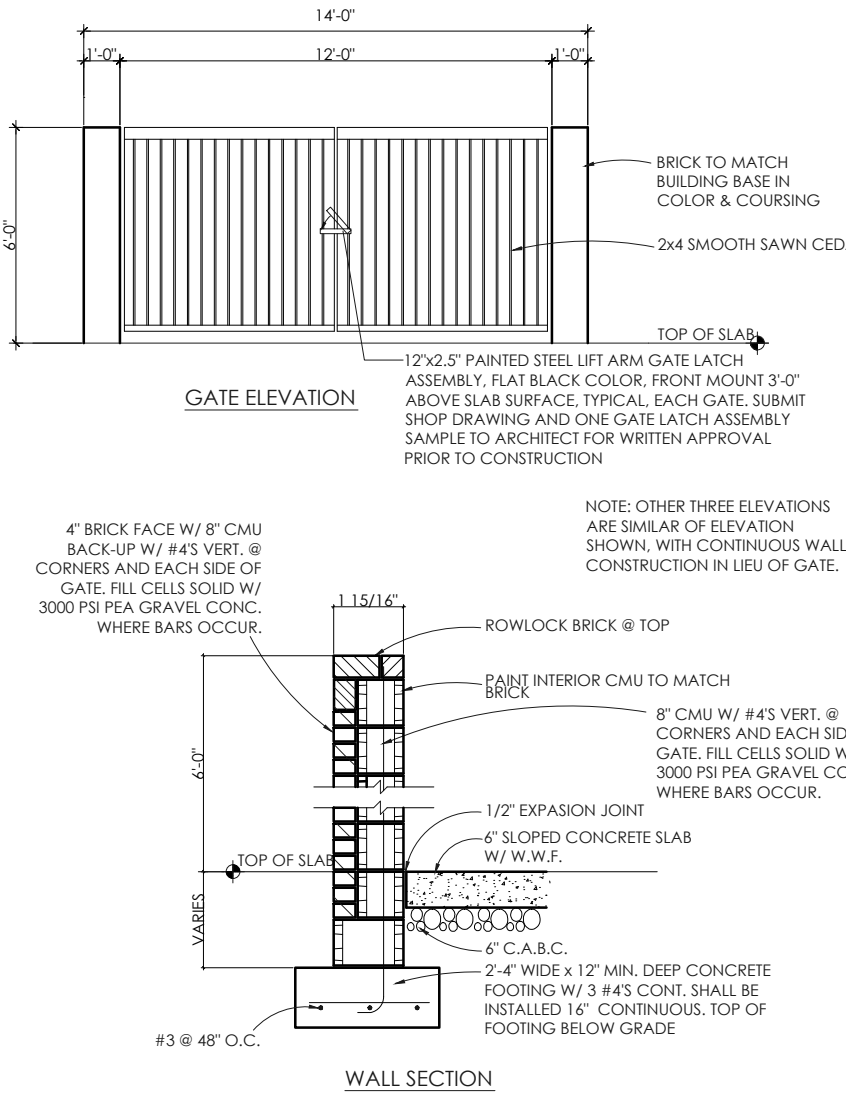 14'-0"
1'-0"
12'-0"
1'-0"
6'-0"
BRICK TO MATCH
BUILDING BASE IN
COLOR & COURSING
2x4 SMOOTH SAWN CED
TOP OF SLAB
12"x2.5" PAINTED STEEL LIFT ARM GATE LATCH
ASSEMBLY, FLAT BLACK COLOR, FRONT MOUNT 3'-0"
ABOVE SLAB SURFACE, TYPICAL, EACH GATE. SUBMIT
SHOP DRAWING AND ONE GATE LATCH ASSEMBLY
SAMPLE TO ARCHITECT FOR WRITTEN APPROVAL
PRIOR TO CONSTRUCTION
GATE ELEVATION
NOTE: OTHER THREE ELEVATIONS
ARE SIMILAR OF ELEVATION
SHOWN, WITH CONTINUOUS WALL
CONSTRUCTION IN LIEU OF GATE.
4" BRICK FACE W/ 8" CMU
BACK-UP W/ #4'S VERT. @
CORNERS AND EACH SIDE OF
GATE. FILL CELLS SOLID W/
3000 PSI PEA GRAVEL CONC.
WHERE BARS OCCUR.
1 15/16"
ROWLOCK BRICK @ TOP
PAINT INTERIOR CMU TO MATCH
BRICK
8" CMU W/ #4'S VERT. @
CORNERS AND EACH SID
GATE. FILL CELLS SOLID W
3000 PSI PEA GRAVEL CO
WHERE BARS OCCUR.
6'-0"
1/2" EXPASION JOINT
6" SLOPED CONCRETE SLAB
W/ W.W.F.
TOP OF SLAB
VARIES
6" C.A.B.C.
2'-4" WIDE x 12" MIN. DEEP CONCRETE
FOOTING W/ 3 #4'S CONT. SHALL BE
INSTALLED 16" CONTINUOUS. TOP OF
FOOTING BELOW GRADE
#3 @ 48" O.C.
WALL SECTION